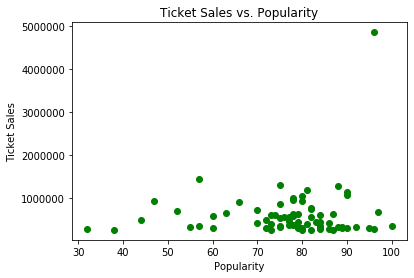 Ticket Sales vs. Popularity
5000000
4000000
3000000
2000000
1000000
Ticket Sales
30 40 50 60 70 80 90 100
Popularity